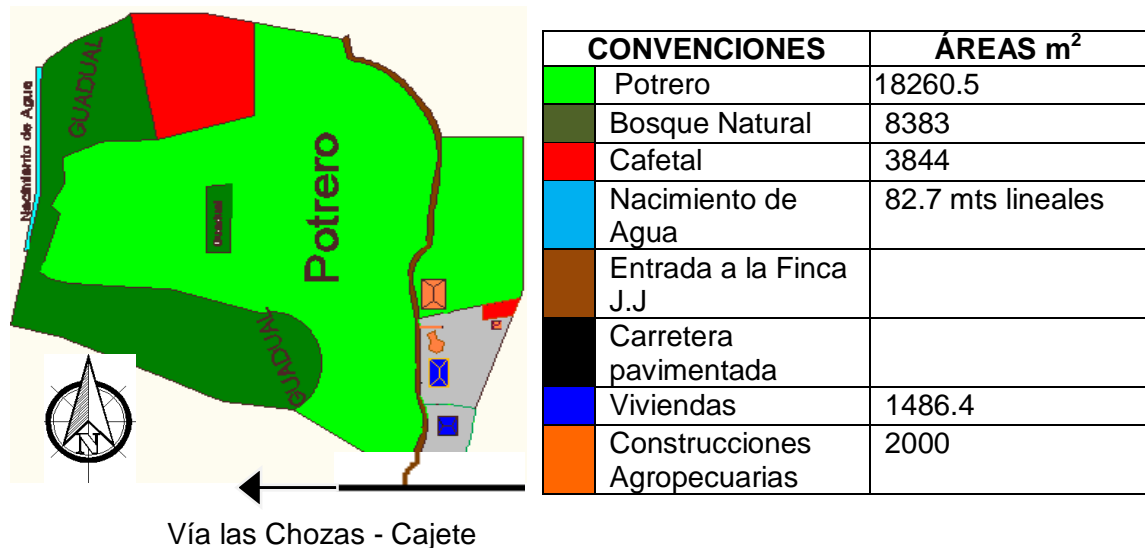 GUADUAL
Nacimiento de Agua
Guadual
Potrero
GUADUAL
N
Vía las Chozas - Cajete
CONVENCIONES ÁREAS m²
Potrero 18260.5
Bosque Natural 8383
Cafetal 3844
Nacimiento de 82.7 mts lineales
Agua
Entrada a la Finca
J.J
Carretera
pavimentada
Viviendas 1486.4
Construcciones 2000
Agropecuarias